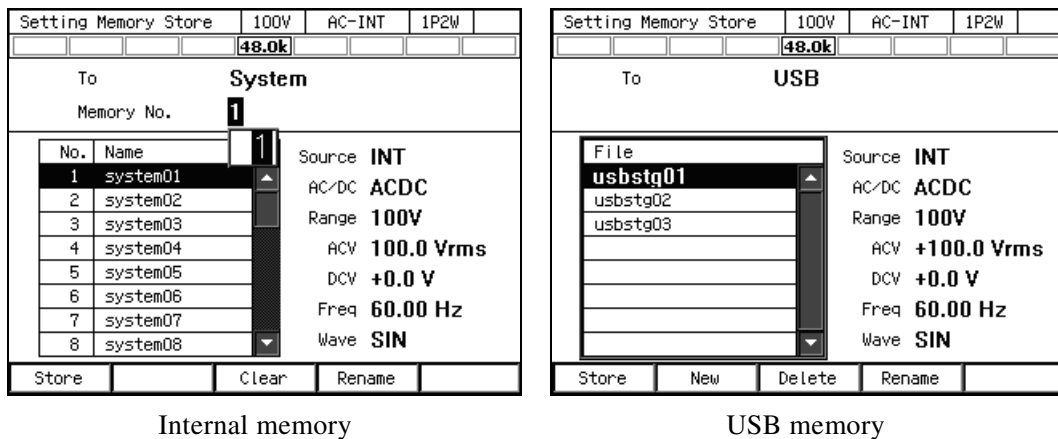 Setting Memory Store 100V AC-INT 1P2W
48.0k
To System
Memory No. 1
1
No. Name
1 system01
2 system02
3 system03
4 system04
5 system05
6 system06
7 system07
8 system08
Source INT
AC/DC ACDC
Range 100V
ACV 100.0 Vrms
DCV +0.0 V
Freq 60.00 Hz
Wave SIN
Store Clear Rename
Internal memory
Setting Memory Store 100V AC-INT 1P2W
48.0k
To USB
File
usbstg01
usbstg02
usbstg03
Source INT
AC/DC ACDC
Range 100V
ACV +100.0 Vrms
DCV +0.0 V
Freq 60.00 Hz
Wave SIN
Store New Delete Rename
USB memory